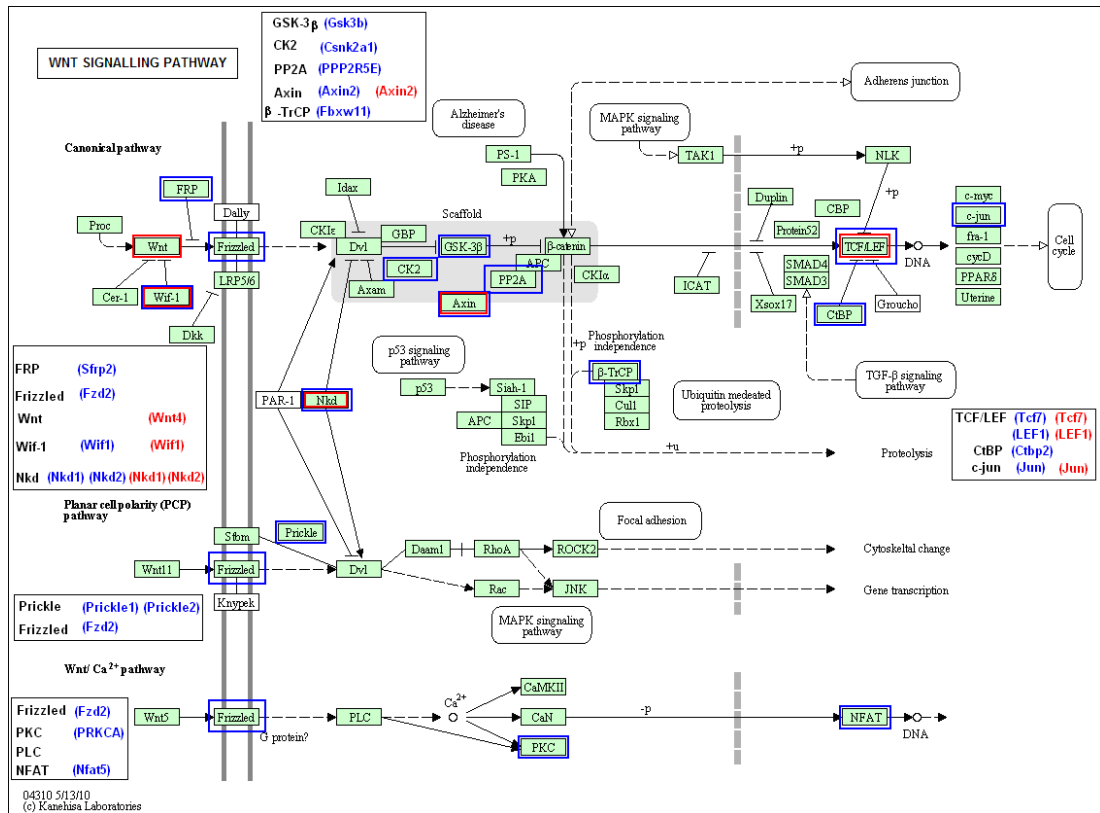 WNT SIGNALLING PATHWAY
GSK-3β (Gsk3b)
CK2 (Csnk2a1)
PP2A (PPP2R5E)
Axin (Axin2) (Axin2)
β-TrCP (Fbxw11)
Alzheimer's
disease
Adherens junction
MAPK signaling
pathway
Canonical pathway
FRP
Proc
Wnt
Cer-1
Wif-1
Dkk
Dally
Frizzled
LRP5/6
Idax
CKIε
Dvl
GBP
Axam
Scaffold
PS-1
PKA
GSK-3β
+p
CK2
Axin
β-catenin
APC
PP2A
CKIα
TAK1
+p
NLK
+p
Duplin
CBP
Protein52
TCF/LEF
DNA
ICAT
Xsox17
SMAD4
SMAD3
CtBP
Groucho
c-myc
c-jun
fra-1
cycD
PPARδ
Uterine
Cell
cycle
TGF-β signaling
pathway
FRP (Sfrp2)
Frizzled (Fzd2)
Wnt (Wnt4)
Wif-1 (Wif1) (Wif1)
Nkd (Nkd1) (Nkd2) (Nkd1) (Nkd2)
PAR-1
Nkd
p53 signaling
pathway
p53
Siah-1
SIP
APC
Skp1
Ebi1
Phosphorylation
independence
+p
Phosphorylation
independence
β-TrCP
Skp1
Cul1
Rbx1
Ubiquitin medeated
proteolysis
+u
Proteolysis
TCF/LEF (Tcf7) (Tcf7)
(LEF1) (LEF1)
CtBP (Ctbp2)
c-jun (Jun) (Jun)
Planar cell polarity (PCP)
pathway
Stbm
Prickle
Wnt11
Frizzled
Knypek
Dvl
Daam1
RhoA
ROCK2
Rac
JNK
Focal adhesion
Cytoskeltal change
Gene transcription
MAPK singnaling
pathway
Prickle (Prickle1) (Prickle2)
Frizzled (Fzd2)
Wnt/ Ca2+ pathway
Wnt5
Frizzled
G protein?
PLC
Ca2+
CaMKII
CaN
PKC
-p
NFAT
DNA
Frizzled (Fzd2)
PKC (PRKCA)
PLC
NFAT (Nfat5)
04310 5/13/10
(c) Kanehisa Laboratories